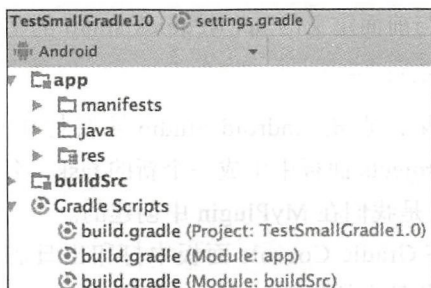 TestSmallGradle1.0 settings.gradle
Android
app
manifests
java
res
buildSrc
Gradle Scripts
build.gradle (Project: TestSmallGradle1.0)
build.gradle (Module: app)
build.gradle (Module: buildSrc)